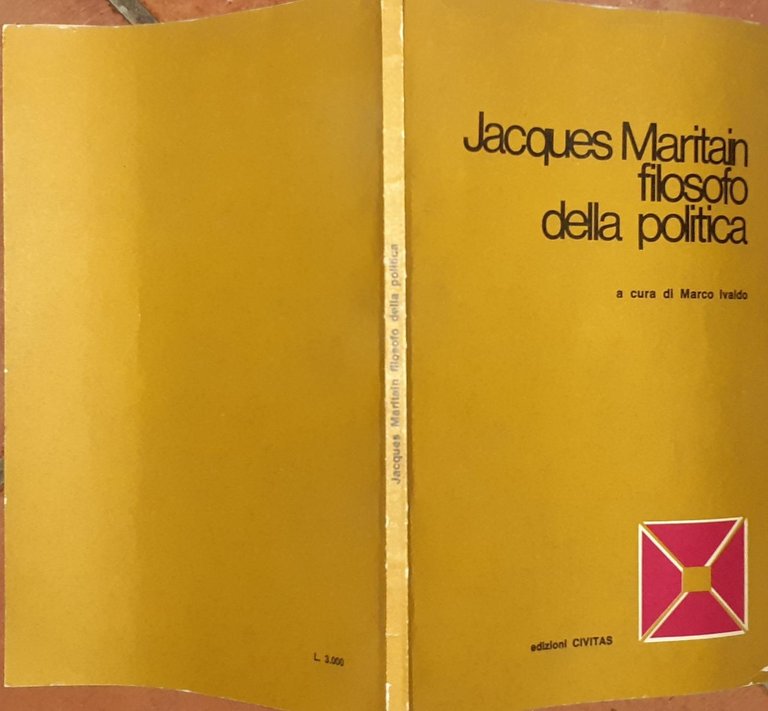 Jacques Maritain
filosofo
della politica
a cura di Marco Ivaldo
edizioni CIVITAS
Jacques Maritain filosofo della politica
L. 3.000